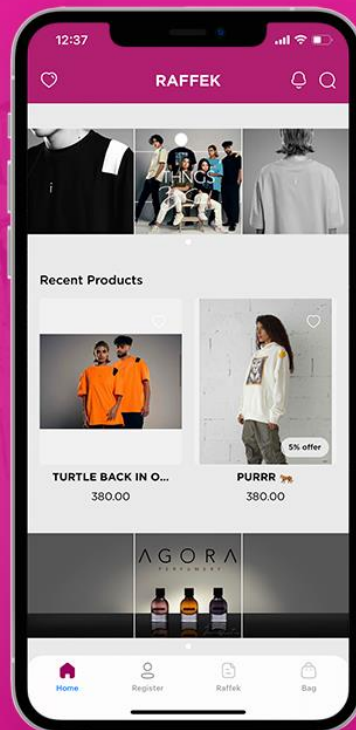 12:37
RAFFEK
THNGS
Recent Products
5% offer
TURTLE BACK IN O...
PURRR 🐅
380.00
380.00
AGORA
PERFUMERY
Home
Register
Raffek
Bag